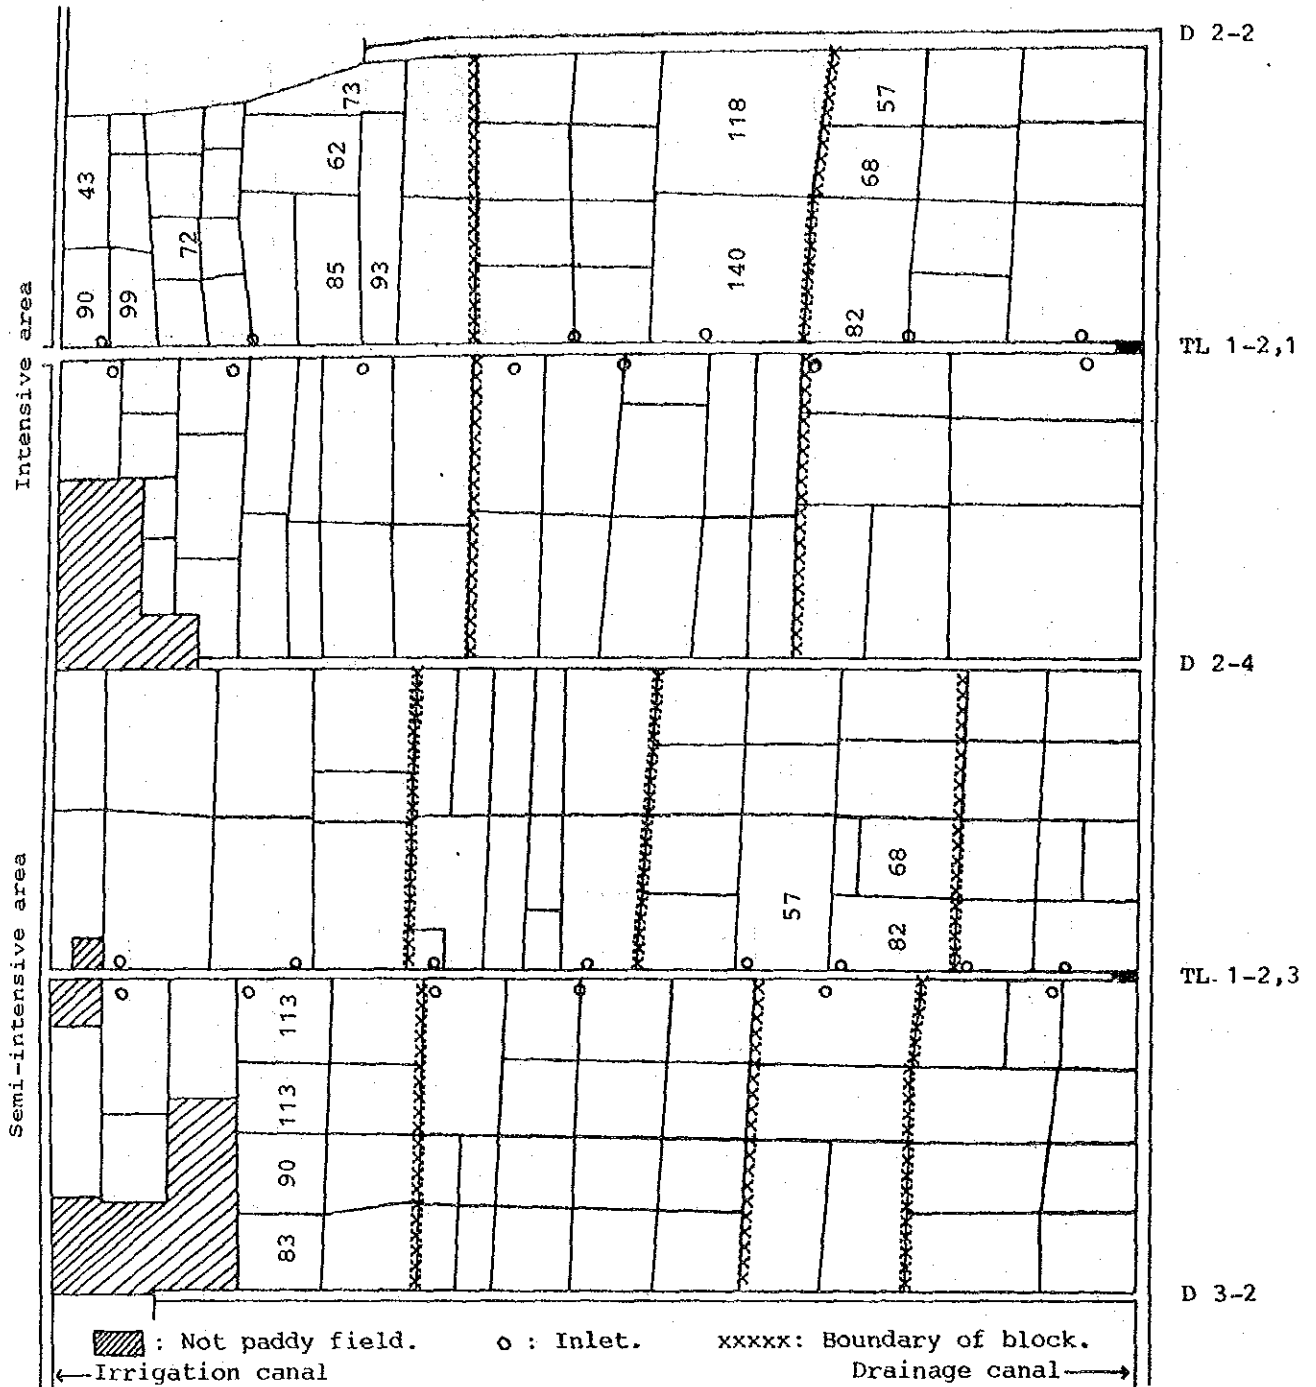 D 2-2
73
118
57
62
68
43
72
140
85
93
90
99
82
Intensive area
TL 1-2,1
D 2-4
68
57
82
Semi-intensive area
TL 1-2,3
113
113
90
83
D 3-2
: Not paddy field. o : Inlet. xxxxx: Boundary of block.
←Irrigation canal Drainage canal→